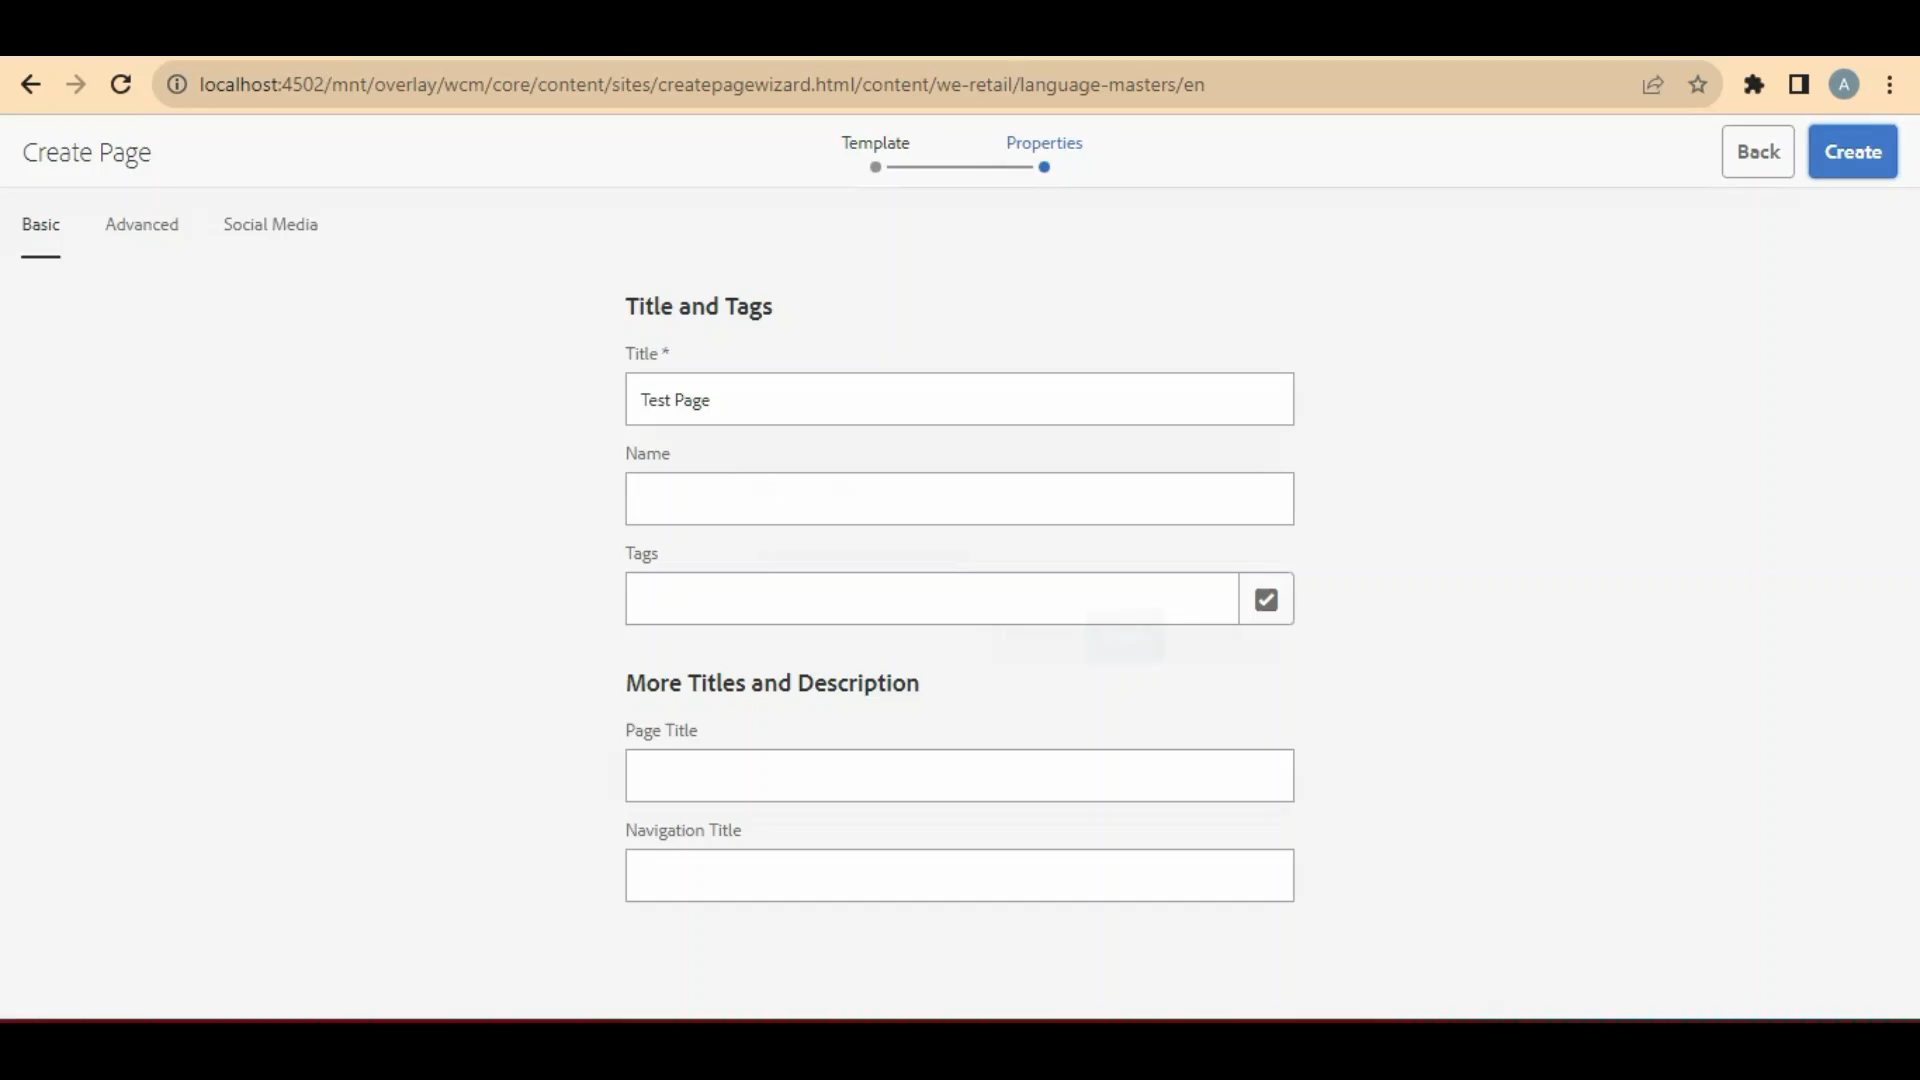 localhost:4502/mnt/overlay/wcm/core/content/sites/createpagewizard.html/content/we-retail/language-masters/en
A
Create Page
Template
Properties
Back
Create
Basic
Advanced
Social Media
Title and Tags
Title *
Test Page
Name
Tags
More Titles and Description
Page Title
Navigation Title